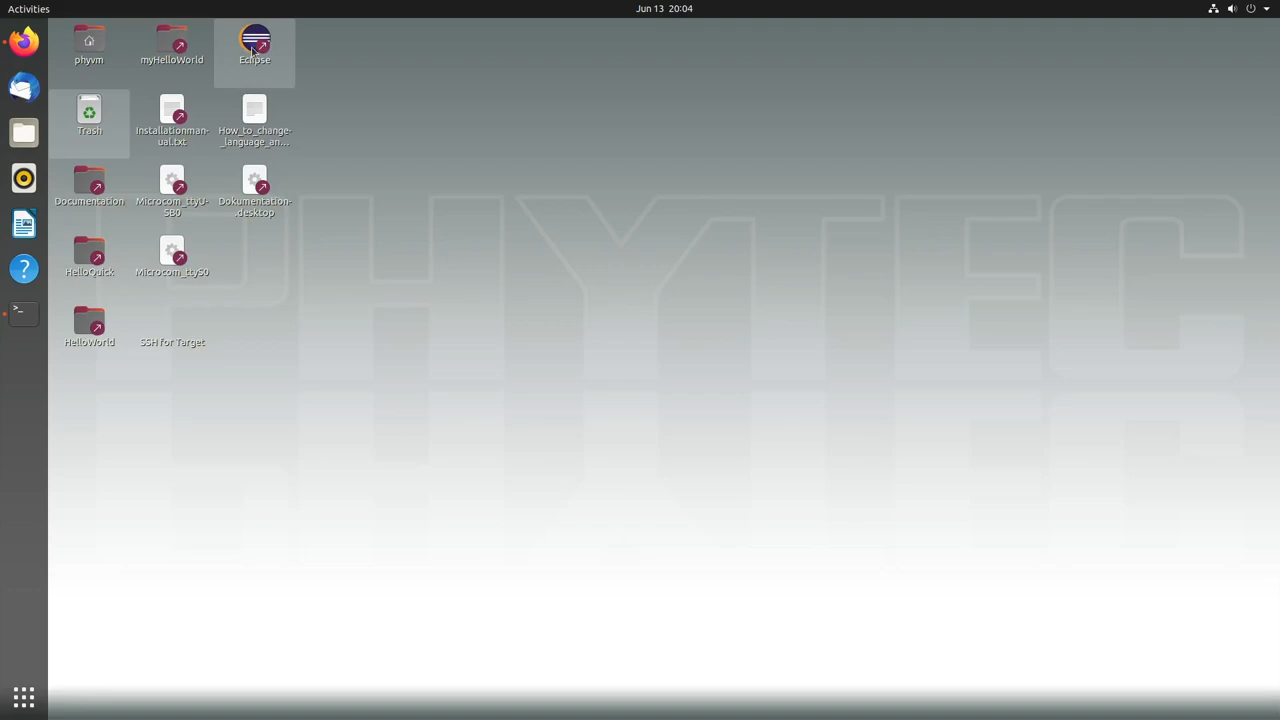 Activities
Jun 13 20:04
phyvm
myHelloWorld
Eclipse
Trash
Installationman-
ual.txt
How_to_change-
_language_an...
Documentation
Microcom_ttyU-
SB0
Dokumentation-
.desktop
HelloQuick
Microcom_ttyS0
HelloWorld
SSH for Target
PHYTEC